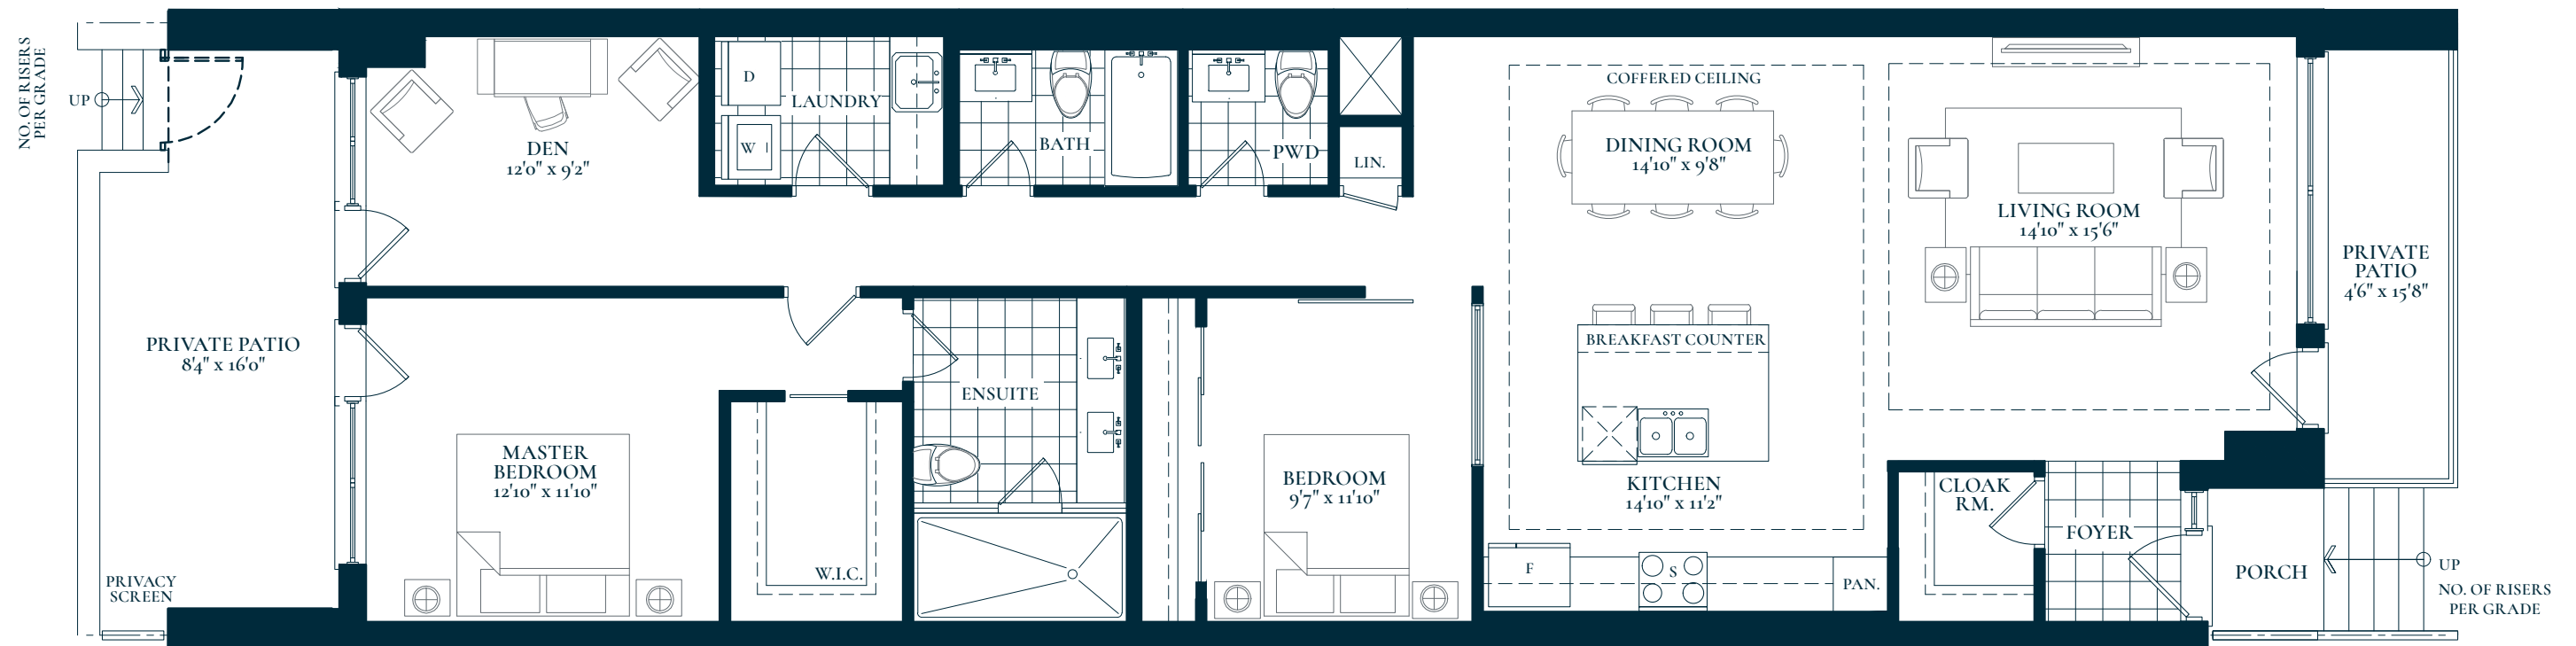 NO. OF RISERS
PER GRADE
UP
PRIVATE PATIO
8'4" x 16'0"
PRIVACY
SCREEN
DEN
12'0" x 9'2"
MASTER
BEDROOM
12'10" x 11'10"
D
W
LAUNDRY
W.I.C.
BATH
ENSUITE
PWD
LIN.
BEDROOM
9'7" x 11'10"
COFFERED CEILING
DINING ROOM
14'10" x 9'8"
BREAKFAST COUNTER
KITCHEN
14'10" x 11'2"
F
S
PAN.
LIVING ROOM
14'10" x 15'6"
CLOAK
RM.
FOYER
PRIVATE
PATIO
4'6" x 15'8"
PORCH
UP
NO. OF RISERS
PER GRADE